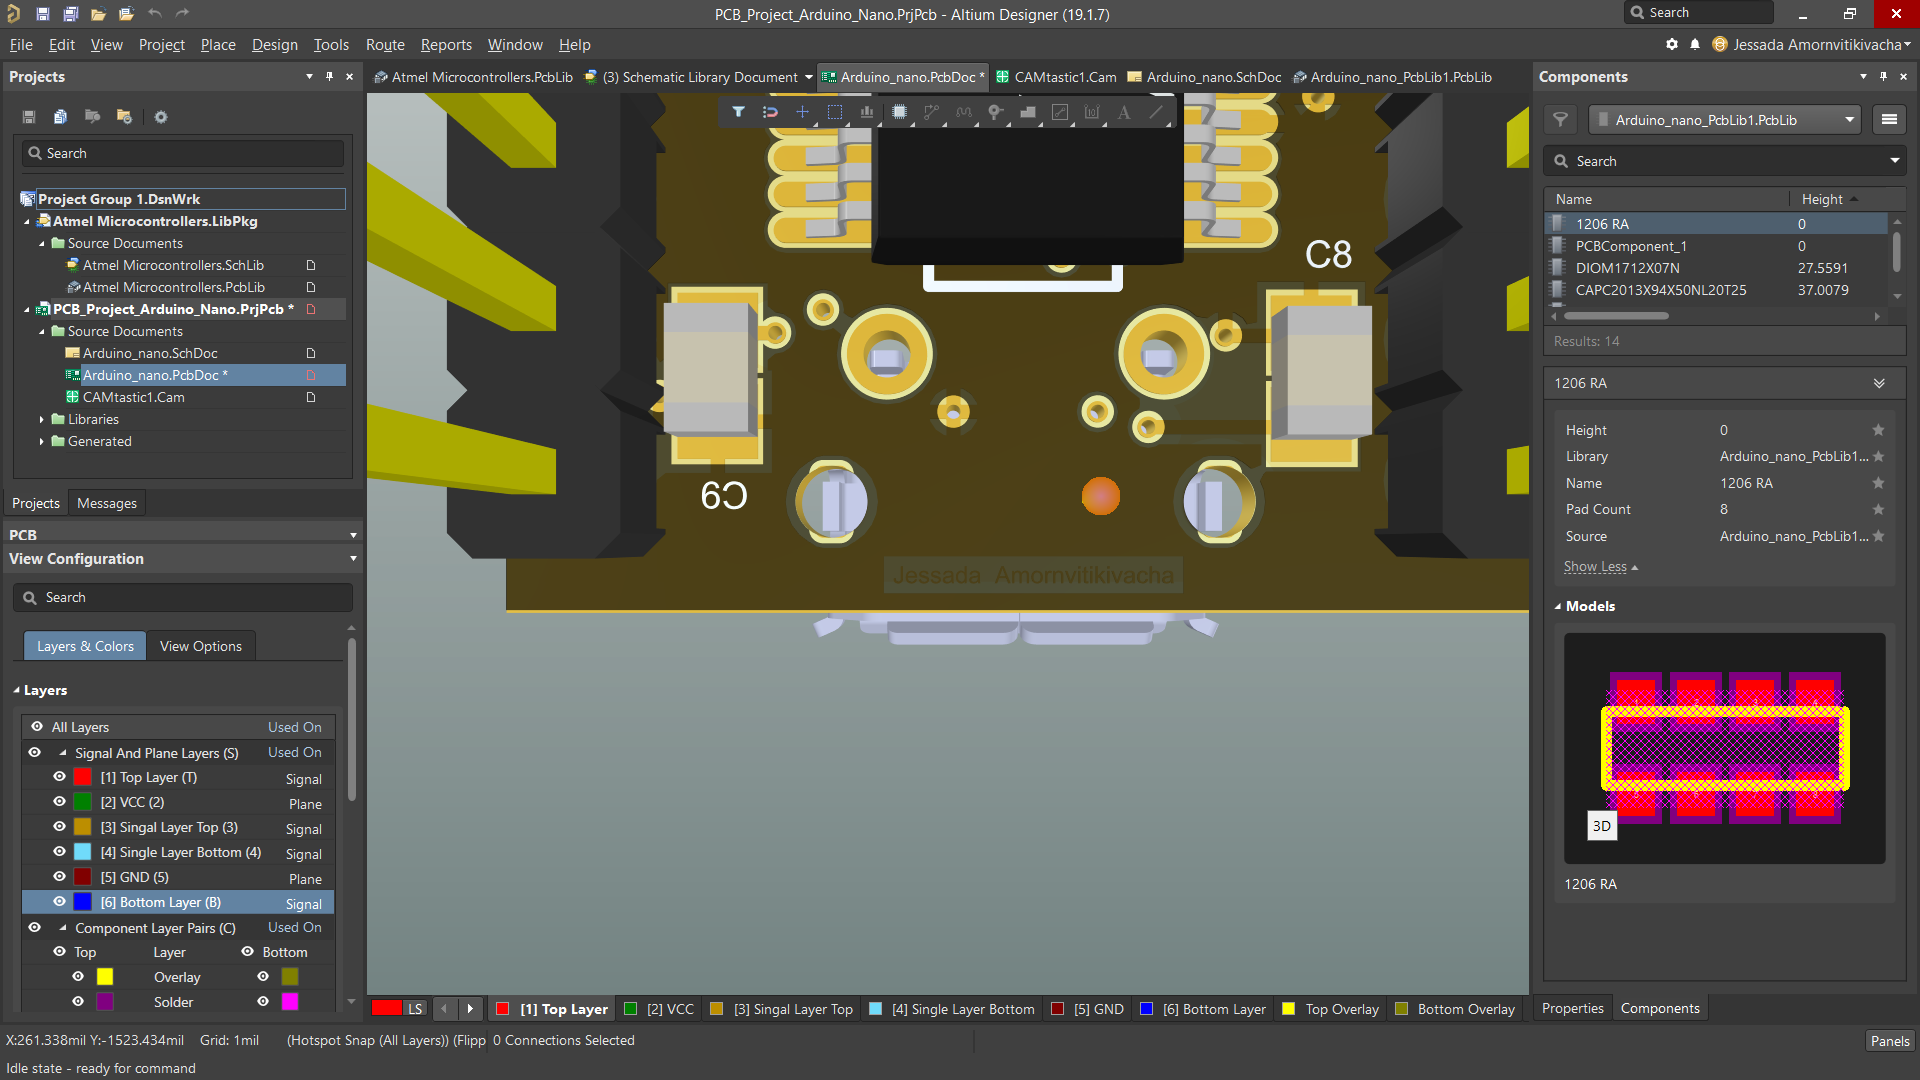 PCB_Project_Arduino_Nano.PrjPcb - Altium Designer (19.1.7)
Search
File Edit View Project Place Design Tools Route Reports Window Help
Jessada Amornvitikivacha
Projects
Search
Project Group 1.DsnWrk
Atmel Microcontrollers.LibPkg
Source Documents
Atmel Microcontrollers.SchLib
Atmel Microcontrollers.PcbLib
PCB_Project_Arduino_Nano.PrjPcb *
Source Documents
Arduino_nano.SchDoc
Arduino_nano.PcbDoc *
CAMtastic1.Cam
Libraries
Generated
Projects Messages
PCB
View Configuration
Search
Layers & Colors View Options
Layers
All Layers Used On
Signal And Plane Layers (S) Used On
[1] Top Layer (T) Signal
[2] VCC (2) Plane
[3] Singal Layer Top (3) Signal
[4] Single Layer Bottom (4) Signal
[5] GND (5) Plane
[6] Bottom Layer (B) Signal
Component Layer Pairs (C) Used On
Top Layer Bottom
Overlay
Solder
Atmel Microcontrollers.PcbLib (3) Schematic Library Document Arduino_nano.PcbDoc * CAMtastic1.Cam Arduino_nano.SchDoc Arduino_nano_PcbLib1.PcbLib
A
C8
C9
Jessada Amornvitikivacha
LS [1] Top Layer [2] VCC [3] Singal Layer Top [4] Single Layer Bottom [5] GND [6] Bottom Layer Top Overlay Bottom Overlay
Components
Arduino_nano_PcbLib1.PcbLib
Search
Name Height
1206 RA 0
PCBComponent_1 0
DIOM1712X07N 27.5591
CAPC2013X94X50NL20T25 37.0079
Results: 14
1206 RA
Height 0
Library Arduino_nano_PcbLib1...
Name 1206 RA
Pad Count 8
Source Arduino_nano_PcbLib1...
Show Less
Models
3D
1206 RA
Properties Components
X:261.338mil Y:-1523.434mil Grid: 1mil (Hotspot Snap (All Layers)) (Flipp 0 Connections Selected
Panels
Idle state - ready for command